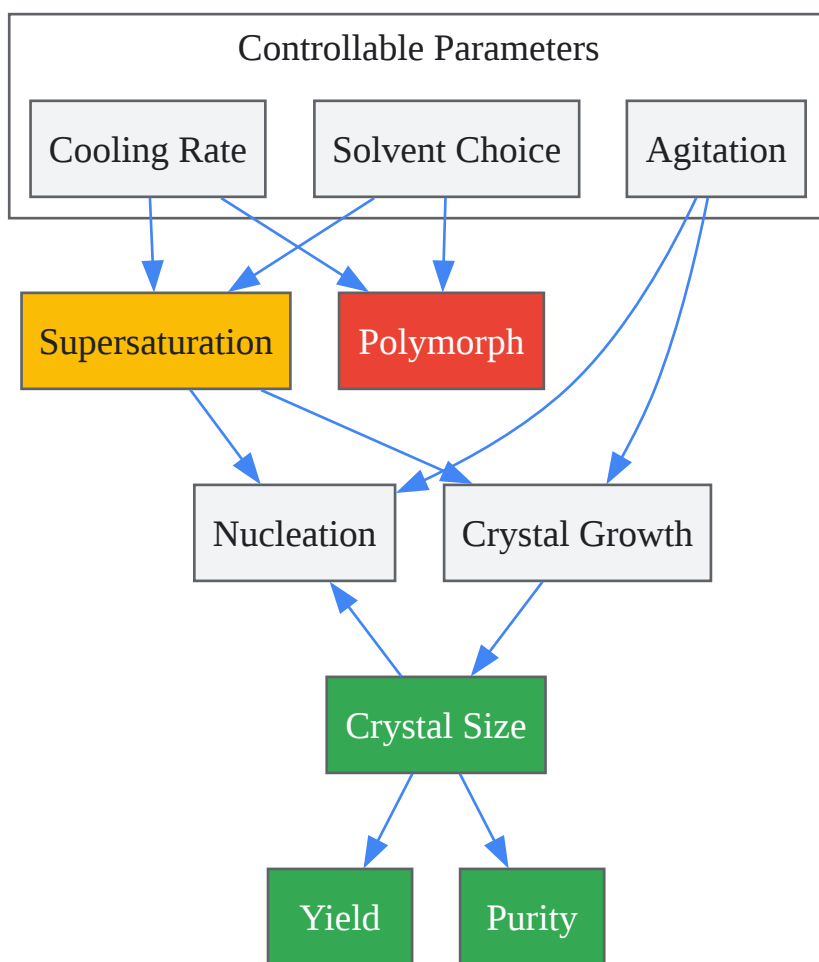 Controllable Parameters
Cooling Rate
Solvent Choice
Agitation
Supersaturation
Polymorph
Nucleation
Crystal Growth
Crystal Size
Yield
Purity